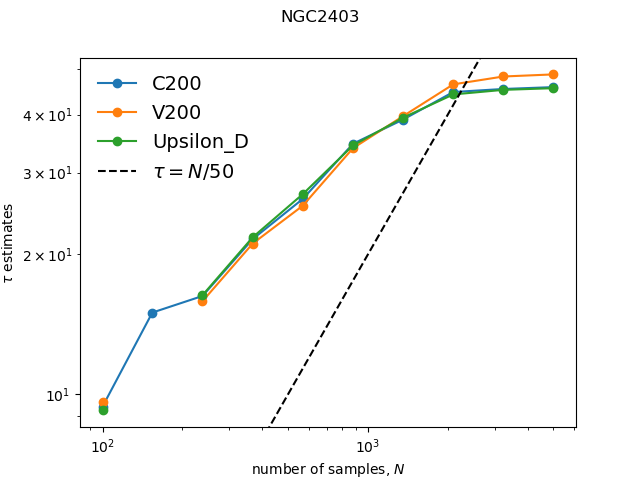 NGC2403
C200
V200
Upsilon_D
τ = N/50
4 × 10¹
3 × 10¹
2 × 10¹
10¹
τ estimates
10² 10³
number of samples, N